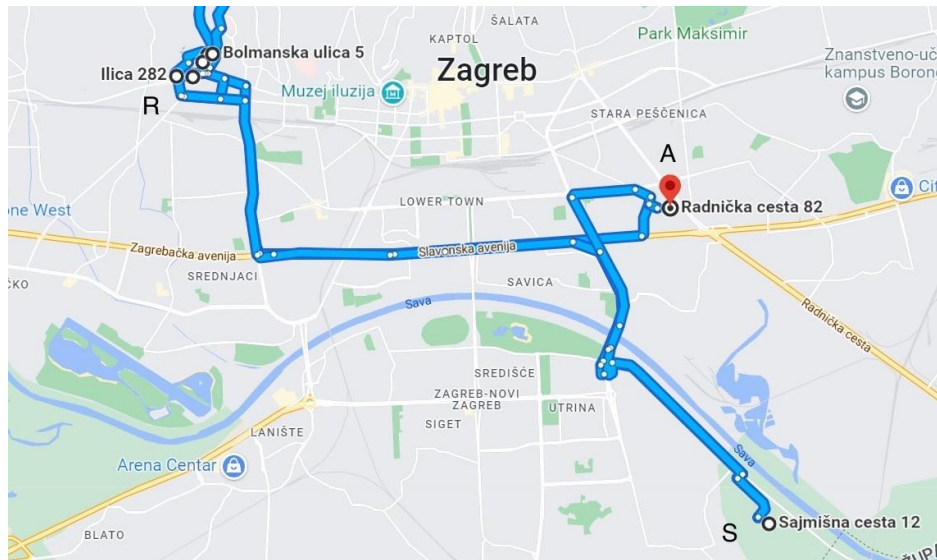 ŠALATA
Park Maksimir
KAPTOL
Bolmanska ulica 5
Znanstveno-uč
kampus Borong
Ilica 282
Zagreb
R
Muzej iluzija
STARA PEŠČENICA
A
Cit
LOWER TOWN
Radnička cesta 82
one West
Zagrebačka avenija
Slavonska avenija
SREDNJACI
SAVICA
ČKO
Sava
Radnička cesta
SREDIŠĆE
ZAGREB-NOVI
ZAGREB
UTRINA
SIGET
LANIŠTE
Arena Centar
Sava
S
Sajmišna cesta 12
BLATO
ŽUPA